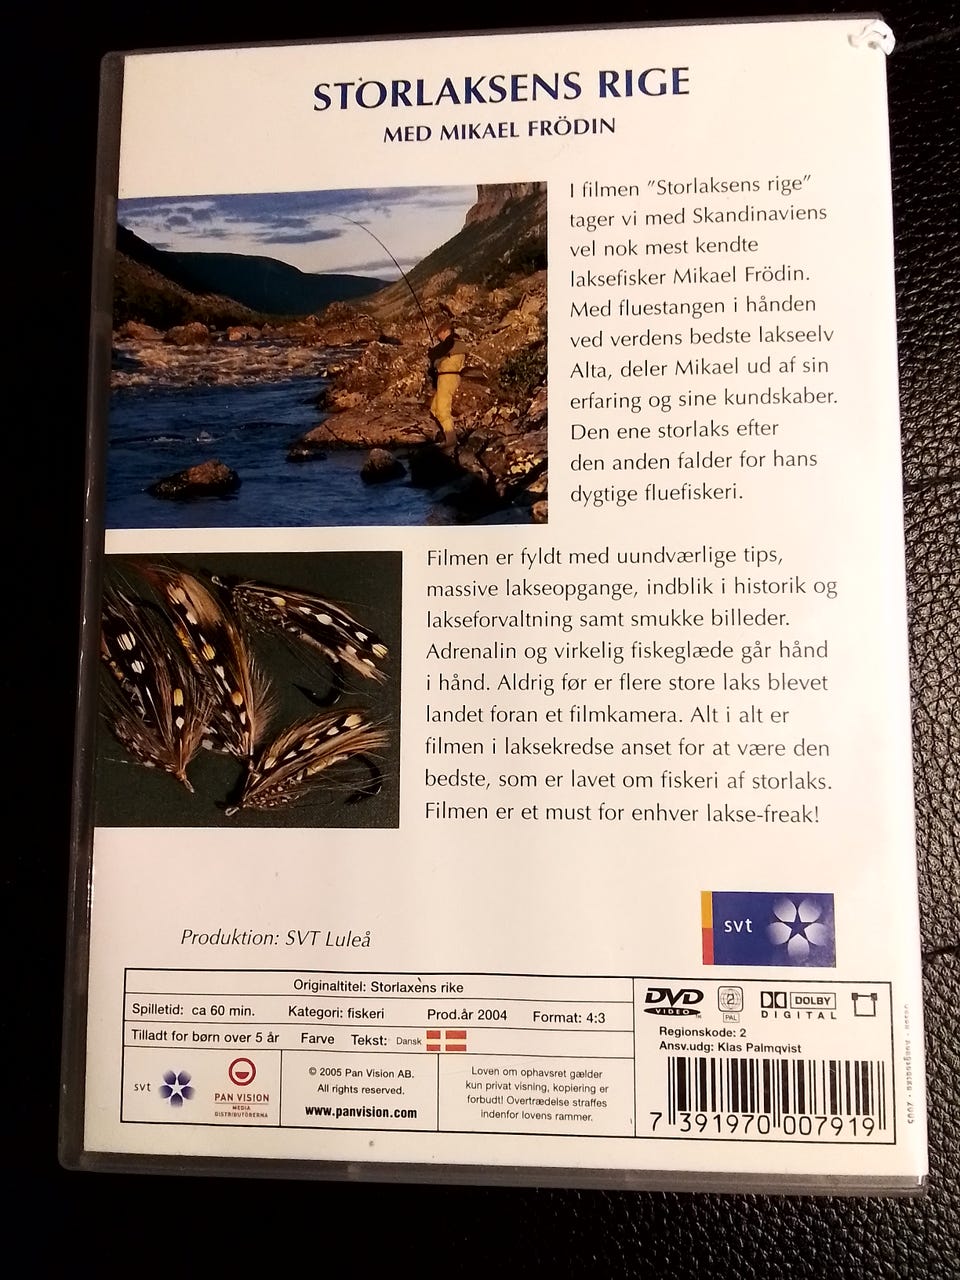 STORLAKSENS RIGE
MED MIKAEL FRÖDIN
I filmen ”Storlaksens rige”
tager vi med Skandinaviens
vel nok mest kendte
laksefisker Mikael Frödin.
Med fluestangen i hånden
ved verdens bedste lakseelv
Alta, deler Mikael ud af sin
erfaring og sine kundskaber.
Den ene storlaks efter
den anden falder for hans
dygtige fluefiskeri.
Filmen er fyldt med uundværlige tips,
massive lakseopgange, indblik i historik og
lakseforvaltning samt smukke billeder.
Adrenalin og virkelig fiskeglæde går hånd
i hånd. Aldrig før er flere store laks blevet
landet foran et filmkamera. Alt i alt er
filmen i laksekredse anset for at være den
bedste, som er lavet om fiskeri af storlaks.
Filmen er et must for enhver lakse-freak!
Produktion: SVT Luleå
svt
Originaltitel: Storlaxens rike
Spilletid: ca 60 min. Kategori: fiskeri Prod.år 2004 Format: 4:3
Tilladt for børn over 5 år Farve Tekst: Dansk
svt
PAN VISION
MEDIA
DISTRIBUTÖRERNA
© 2005 Pan Vision AB.
All rights reserved.
www.panvision.com
Loven om ophavsret gælder
kun privat visning, kopiering er
forbudt! Overtrædelse straffes
indenfor lovens rammer.
DVD
VIDEO
TM
2
PAL
DOLBY
DIGITAL
Regionskode: 2
Ansv.udg: Klas Palmqvist
7 391970 007919